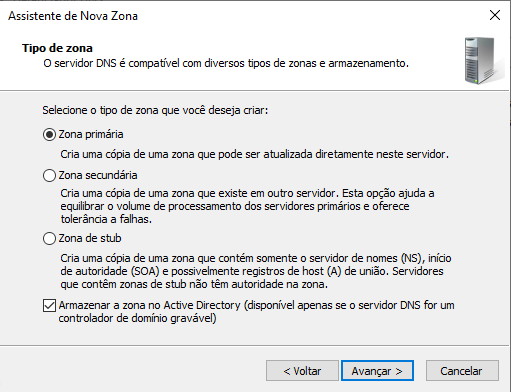 Assistente de Nova Zona
Tipo de zona
O servidor DNS é compatível com diversos tipos de zonas e armazenamento.
Selecione o tipo de zona que você deseja criar:
Zona primária
Cria uma cópia de uma zona que pode ser atualizada diretamente neste servidor.
Zona secundária
Cria uma cópia de uma zona que existe em outro servidor. Esta opção ajuda a
equilibrar o volume de processamento dos servidores primários e oferece
tolerância a falhas.
Zona de stub
Cria uma cópia de uma zona que contém somente o servidor de nomes (NS), início
de autoridade (SOA) e possivelmente registros de host (A) de união. Servidores
que contêm zonas de stub não têm autoridade na zona.
Armazenar a zona no Active Directory (disponível apenas se o servidor DNS for um
controlador de domínio gravável)
< Voltar
Avançar >
Cancelar